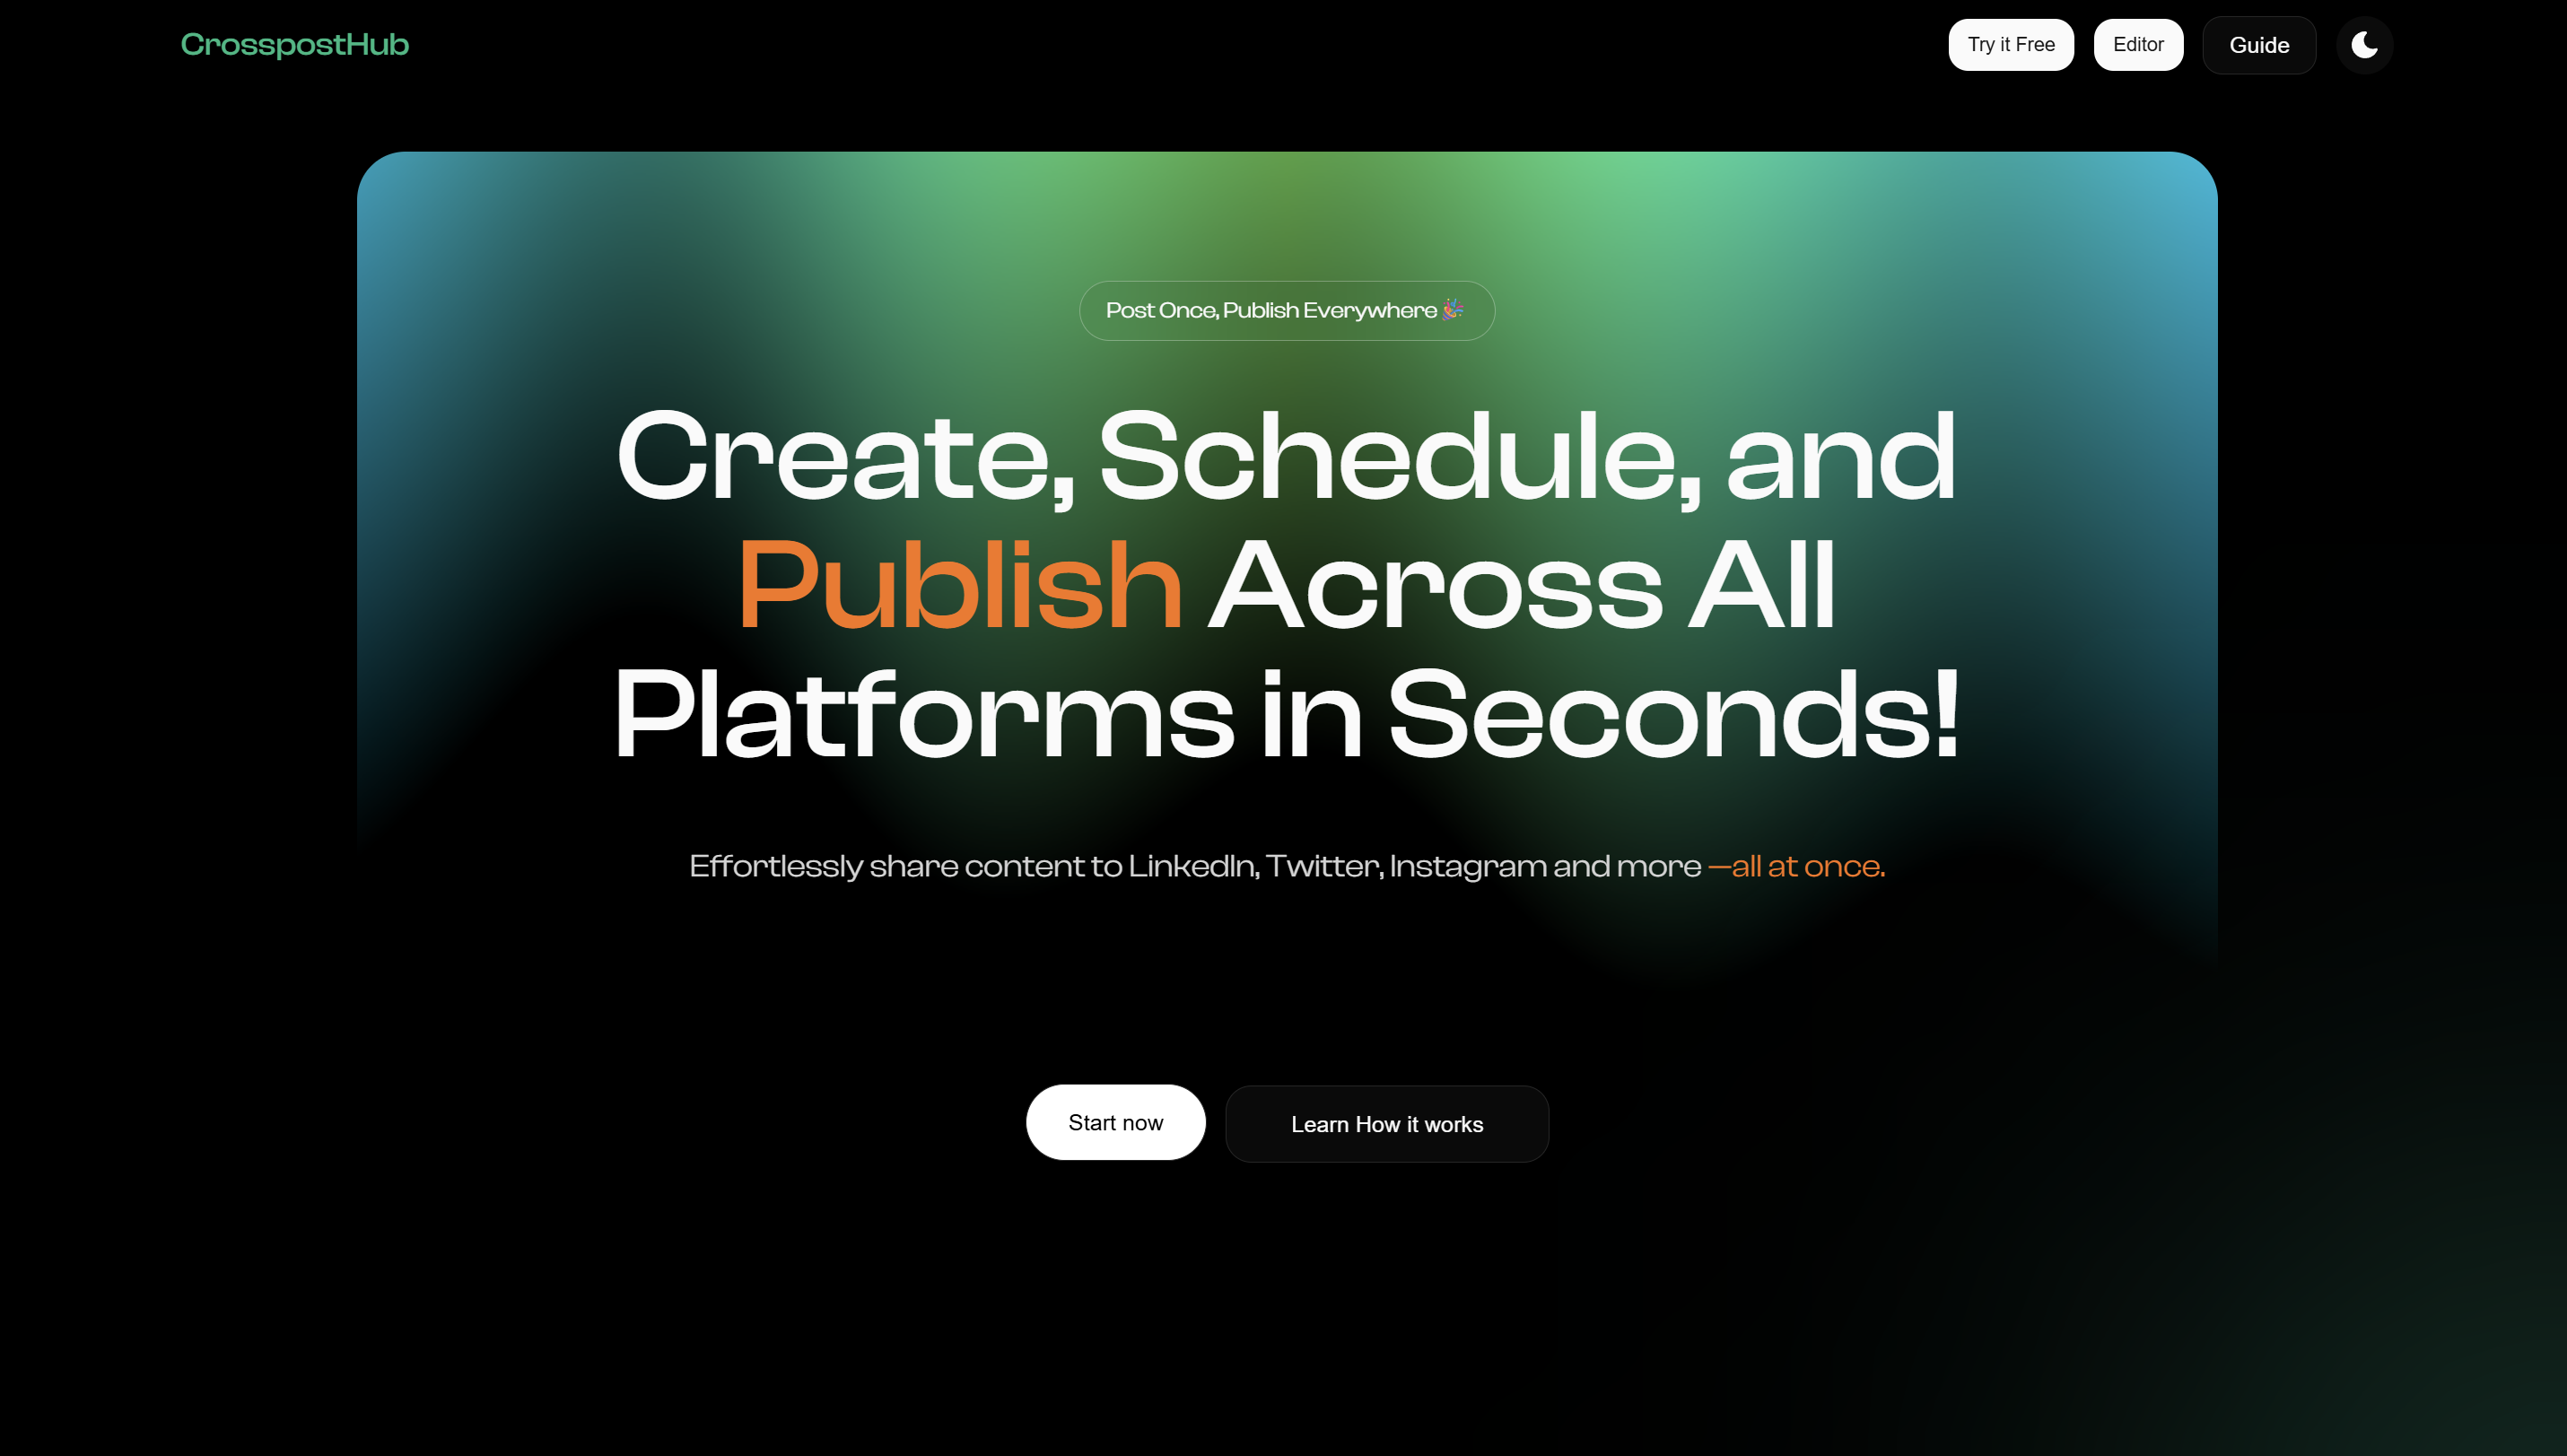 CrosspostHub
Try it Free
Editor
Guide
Post Once, Publish Everywhere 🎉
Create, Schedule, and
Publish Across All
Platforms in Seconds!
Effortlessly share content to LinkedIn, Twitter, Instagram and more —all at once.
Start now
Learn How it works